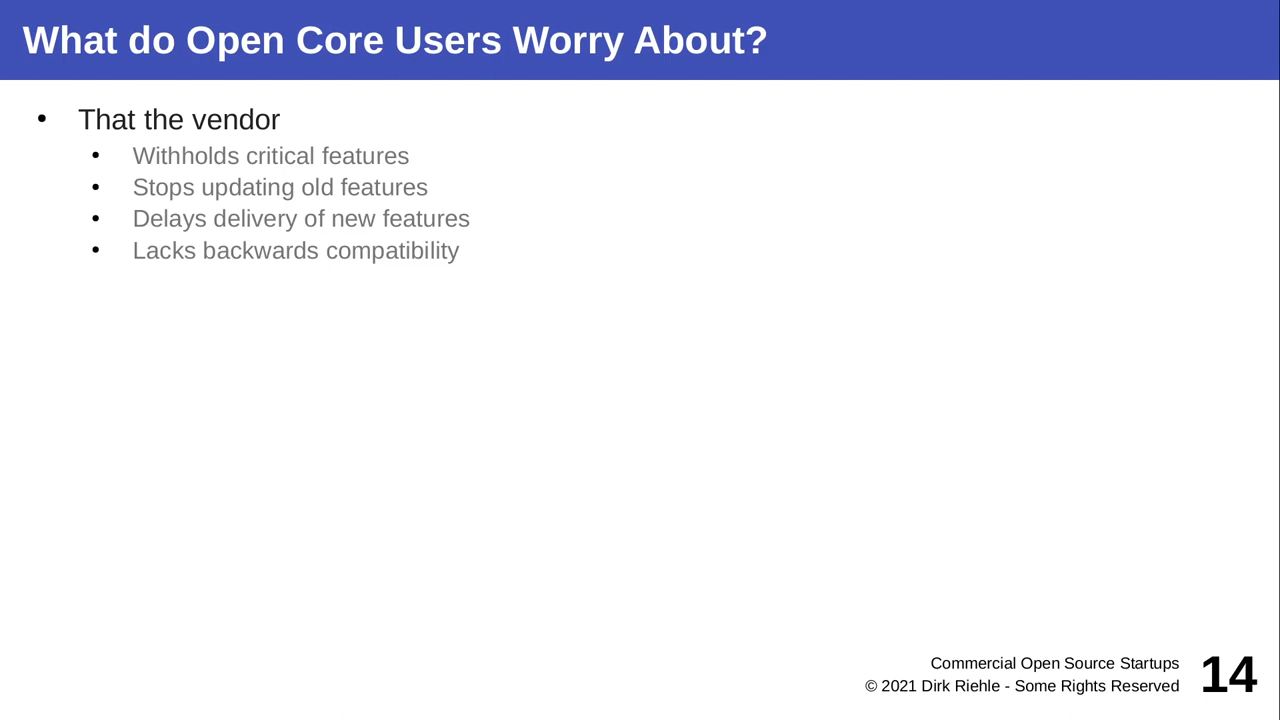 What do Open Core Users Worry About?
• That the vendor
• Withholds critical features
• Stops updating old features
• Delays delivery of new features
• Lacks backwards compatibility
Commercial Open Source Startups
© 2021 Dirk Riehle - Some Rights Reserved
14